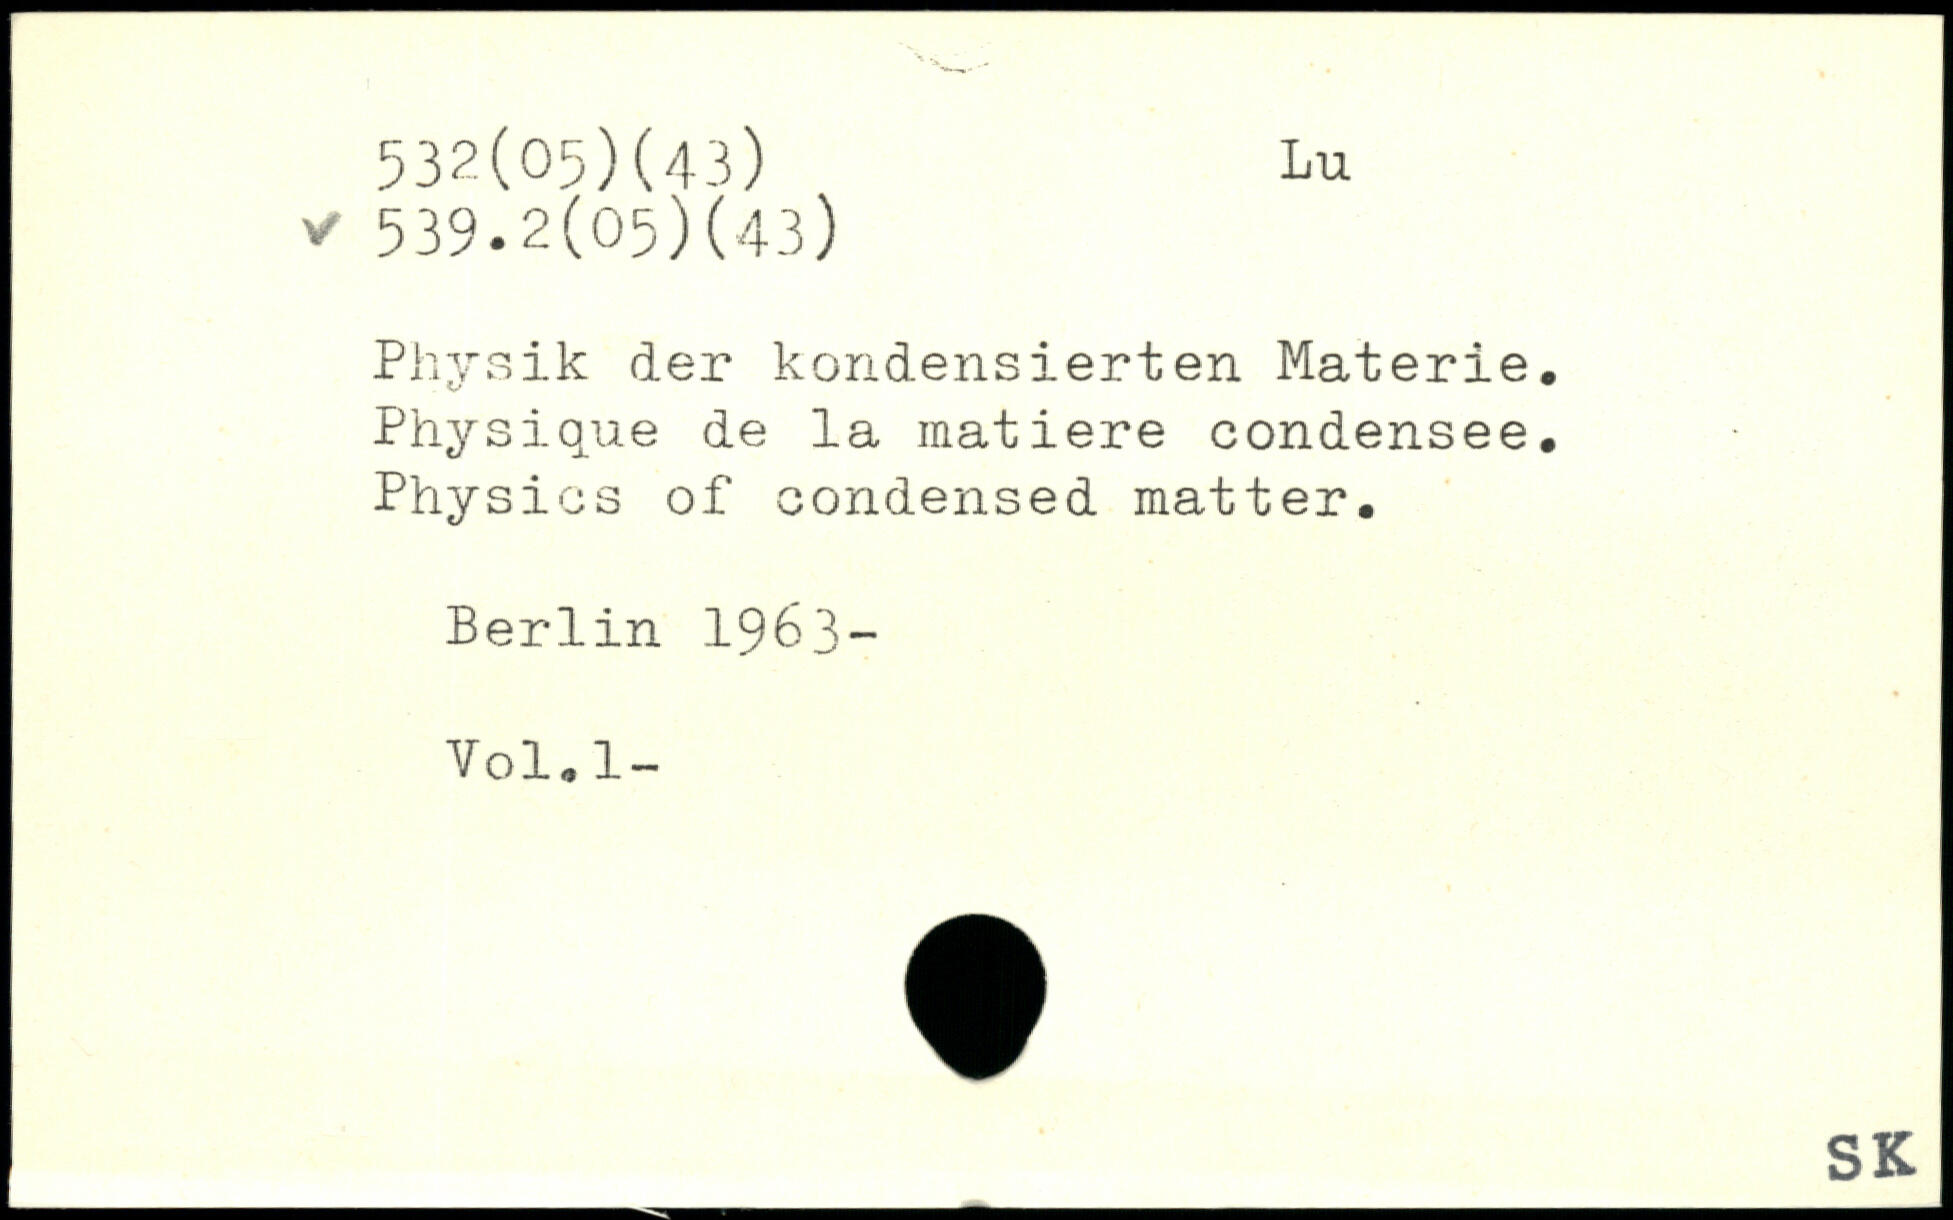 532(05)(43) Lu
✓ 539.2(05)(43)
Physik der kondensierten Materie.
Physique de la matiere condensee.
Physics of condensed matter.
Berlin 1963-
Vol.1-
SK